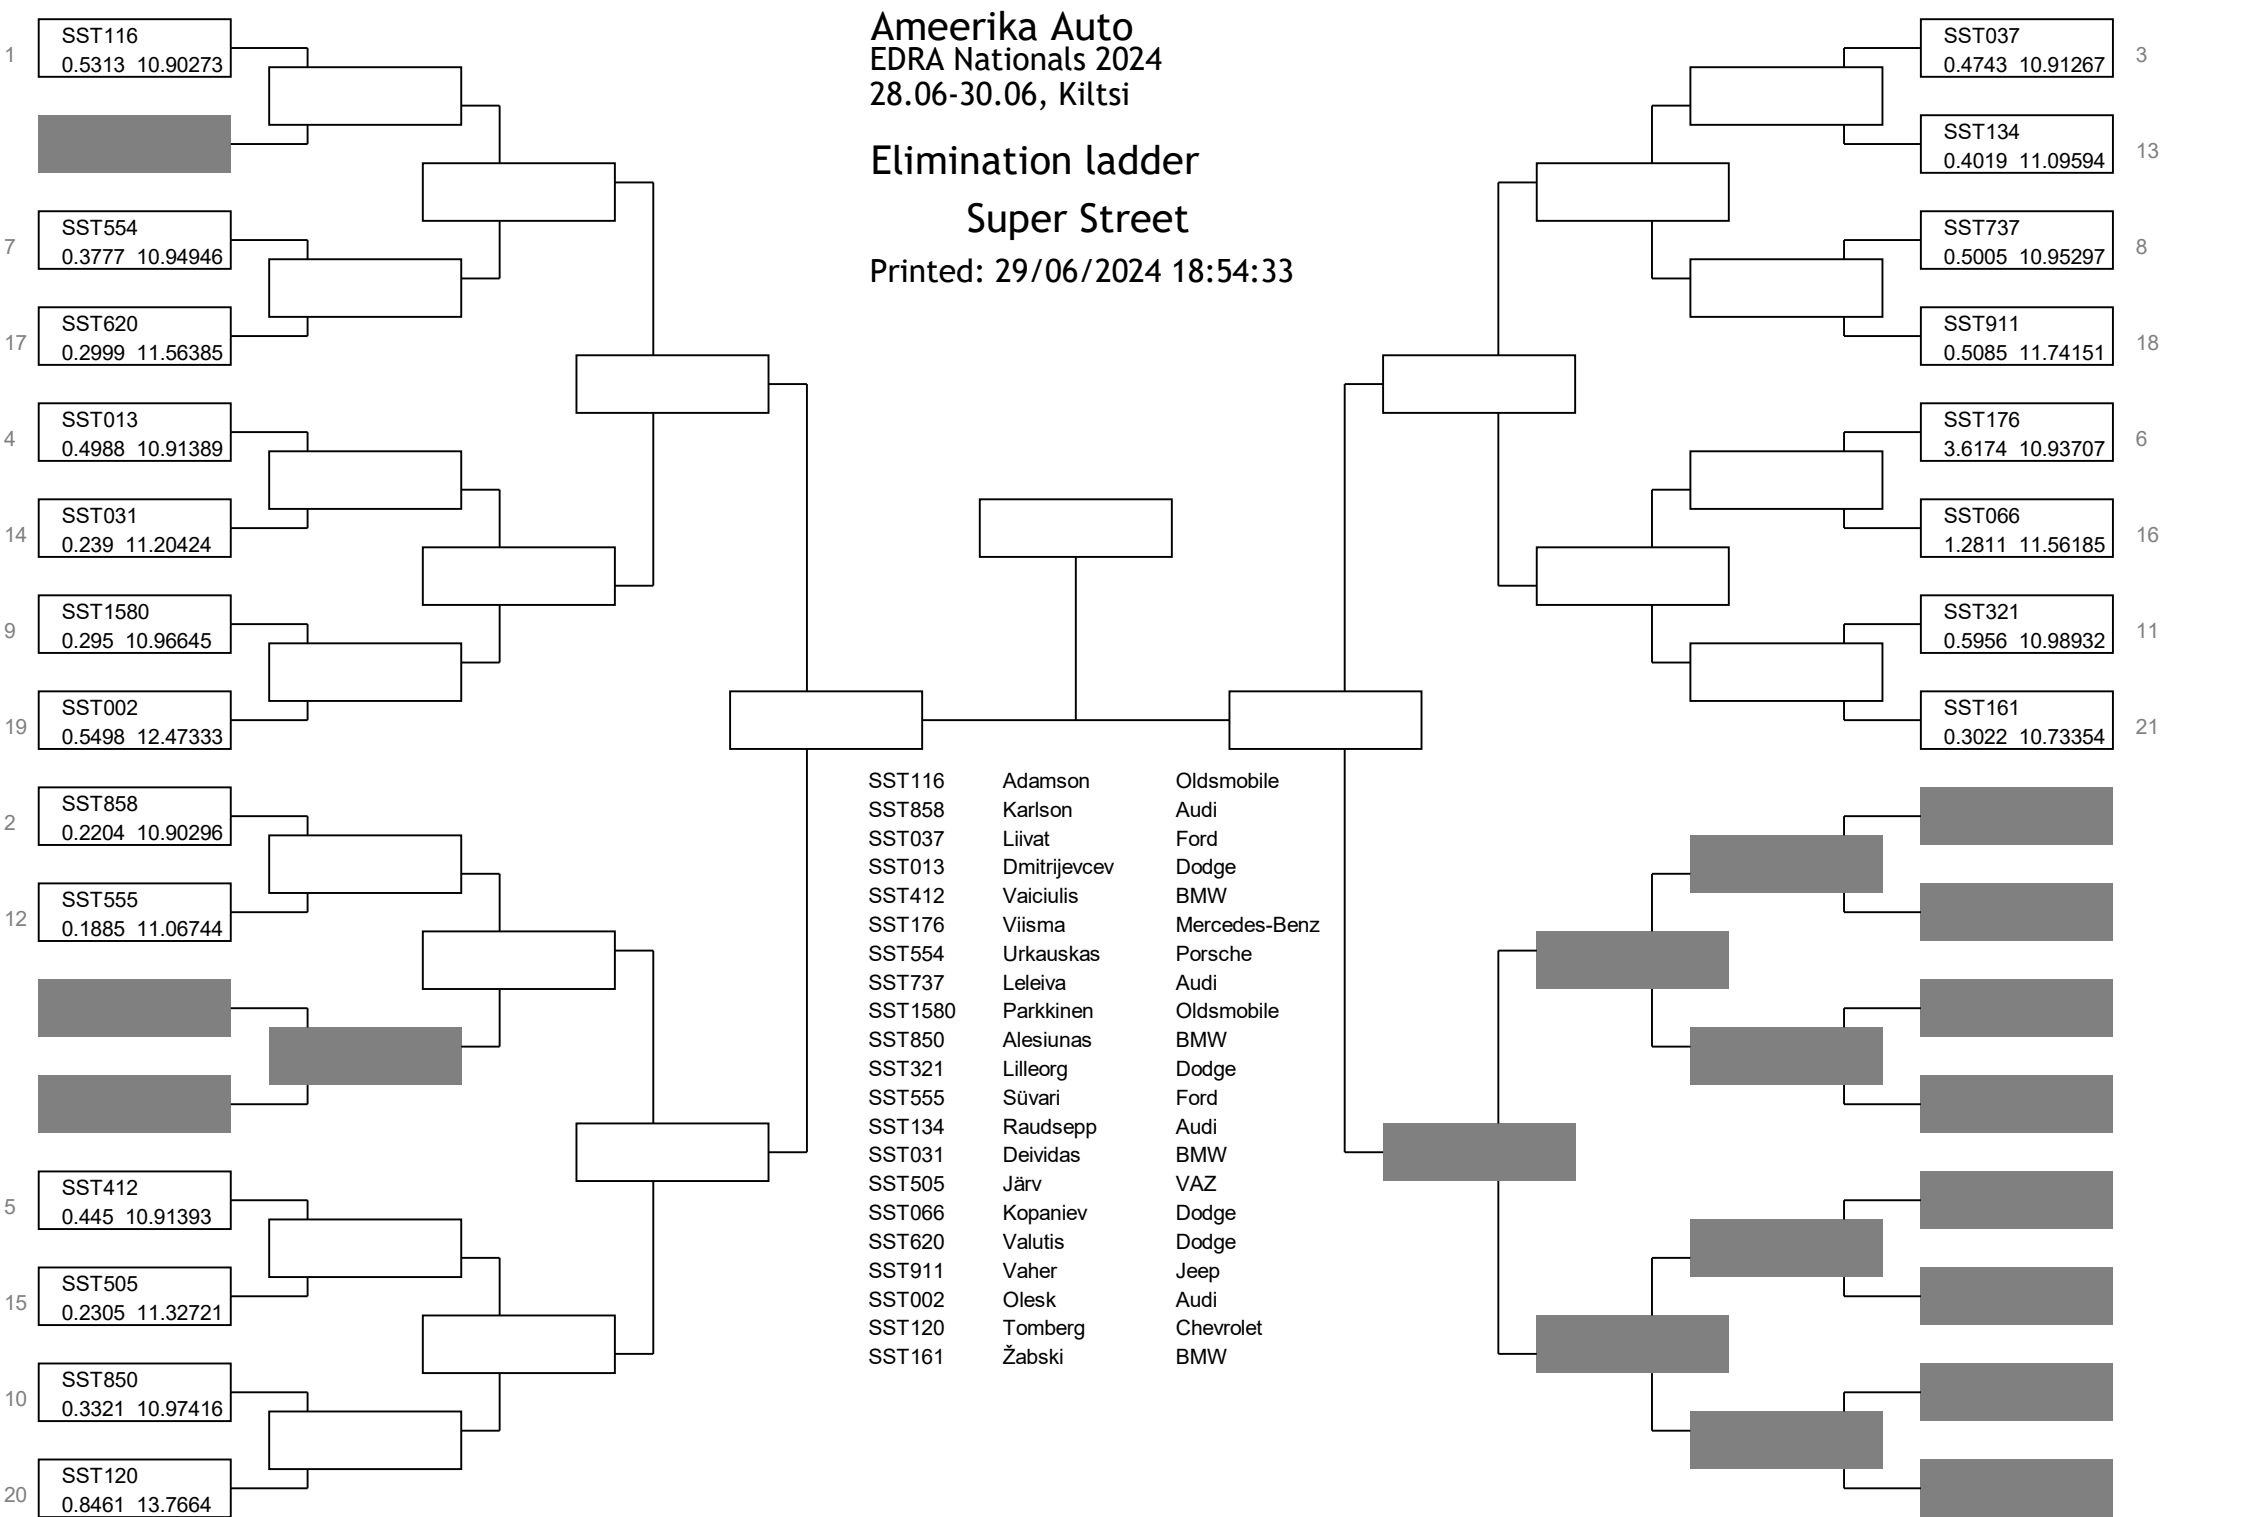 Ameerika Auto
EDRA Nationals 2024
28.06-30.06, Kiltsi
Elimination ladder
Super Street
Printed: 29/06/2024 18:54:33
1
SST116
0.5313 10.90273
7
SST554
0.3777 10.94946
17
SST620
0.2999 11.56385
4
SST013
0.4988 10.91389
14
SST031
0.239 11.20424
9
SST1580
0.295 10.96645
19
SST002
0.5498 12.47333
2
SST858
0.2204 10.90296
12
SST555
0.1885 11.06744
5
SST412
0.445 10.91393
15
SST505
0.2305 11.32721
10
SST850
0.3321 10.97416
20
SST120
0.8461 13.7664
SST037
0.4743 10.91267
3
SST134
0.4019 11.09594
13
SST737
0.5005 10.95297
8
SST911
0.5085 11.74151
18
SST176
3.6174 10.93707
6
SST066
1.2811 11.56185
16
SST321
0.5956 10.98932
11
SST161
0.3022 10.73354
21
SST116 Adamson Oldsmobile
SST858 Karlson Audi
SST037 Liivat Ford
SST013 Dmitrijevcev Dodge
SST412 Vaiciulis BMW
SST176 Viisma Mercedes-Benz
SST554 Urkauskas Porsche
SST737 Leleiva Audi
SST1580 Parkkinen Oldsmobile
SST850 Alesiunas BMW
SST321 Lilleorg Dodge
SST555 Süvari Ford
SST134 Raudsepp Audi
SST031 Deividas BMW
SST505 Järv VAZ
SST066 Kopaniev Dodge
SST620 Valutis Dodge
SST911 Vaher Jeep
SST002 Olesk Audi
SST120 Tomberg Chevrolet
SST161 Žabski BMW